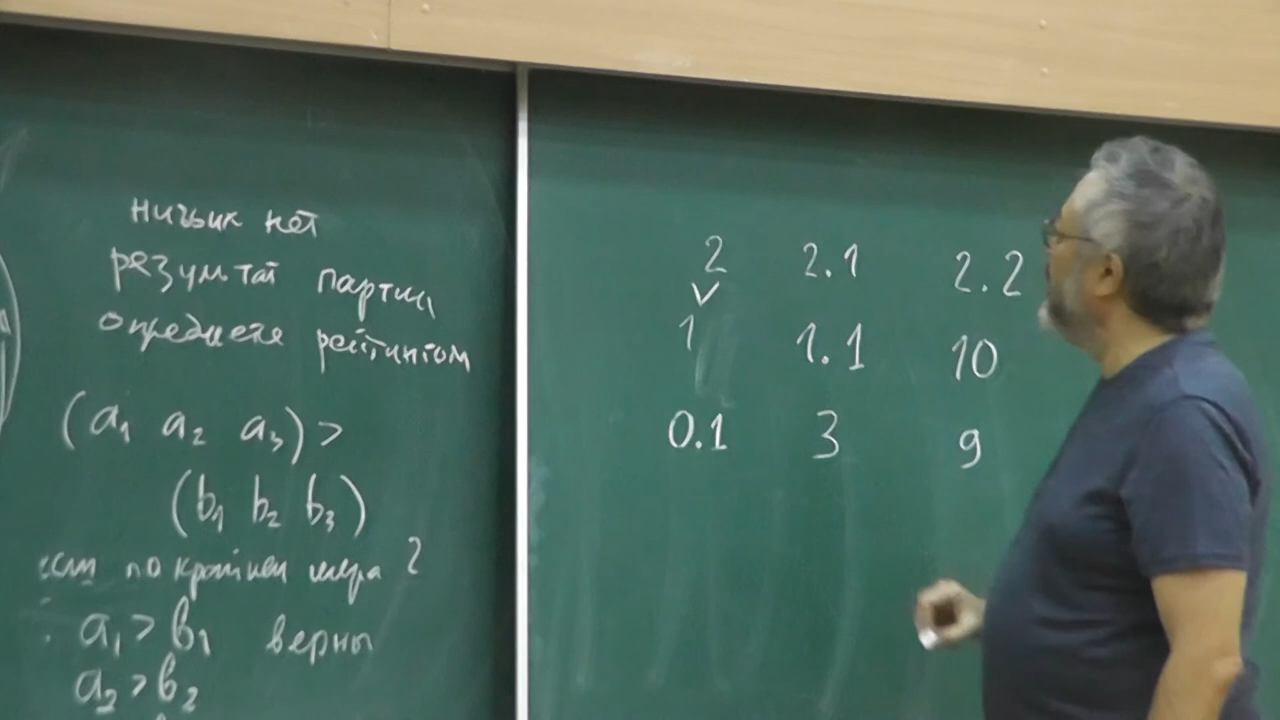 ничьих нет
результат партии
определен рейтингом
(a₁ a₂ a₃) >
(b₁ b₂ b₃)
если по крайней мере 2
a₁ > b₁ верны
a₂ > b₂
2 2.1 2.2
1 1.1 10
0.1 3 9